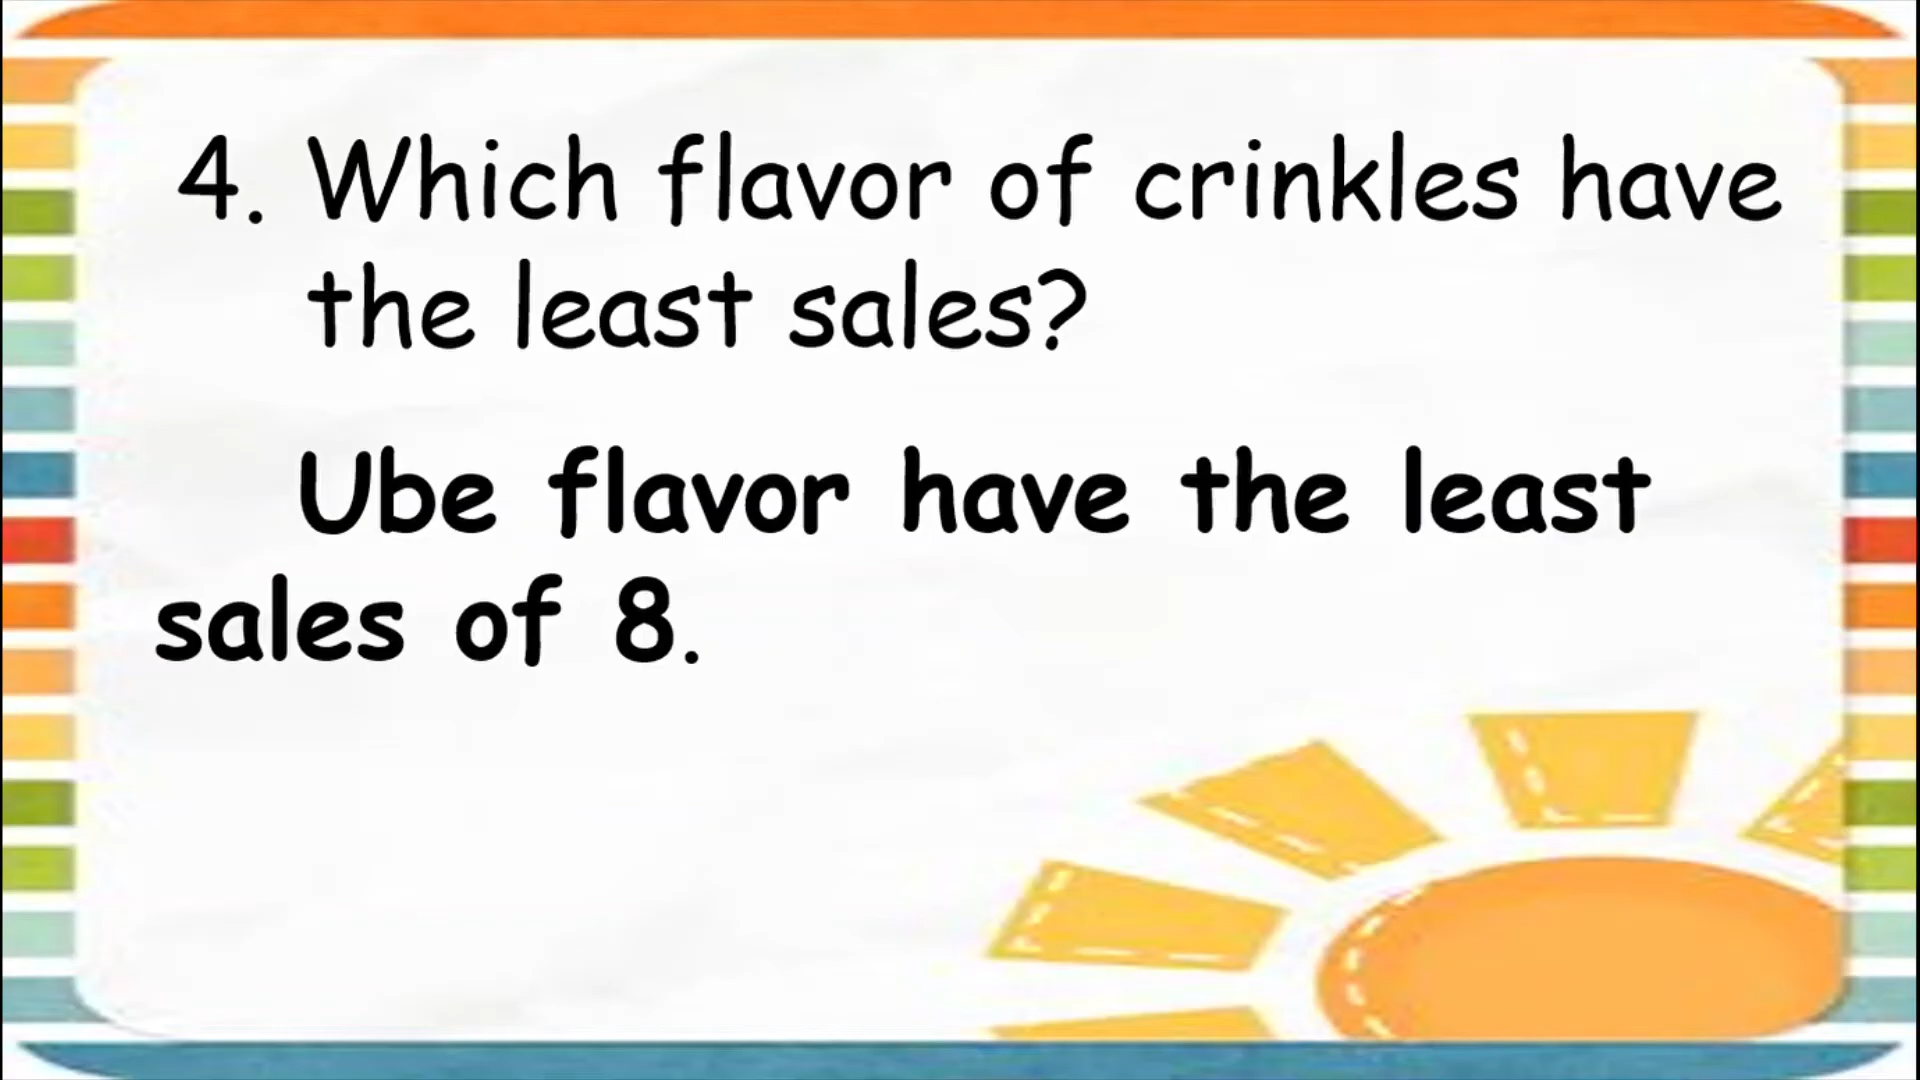 4. Which flavor of crinkles have
the least sales?
Ube flavor have the least
sales of 8.